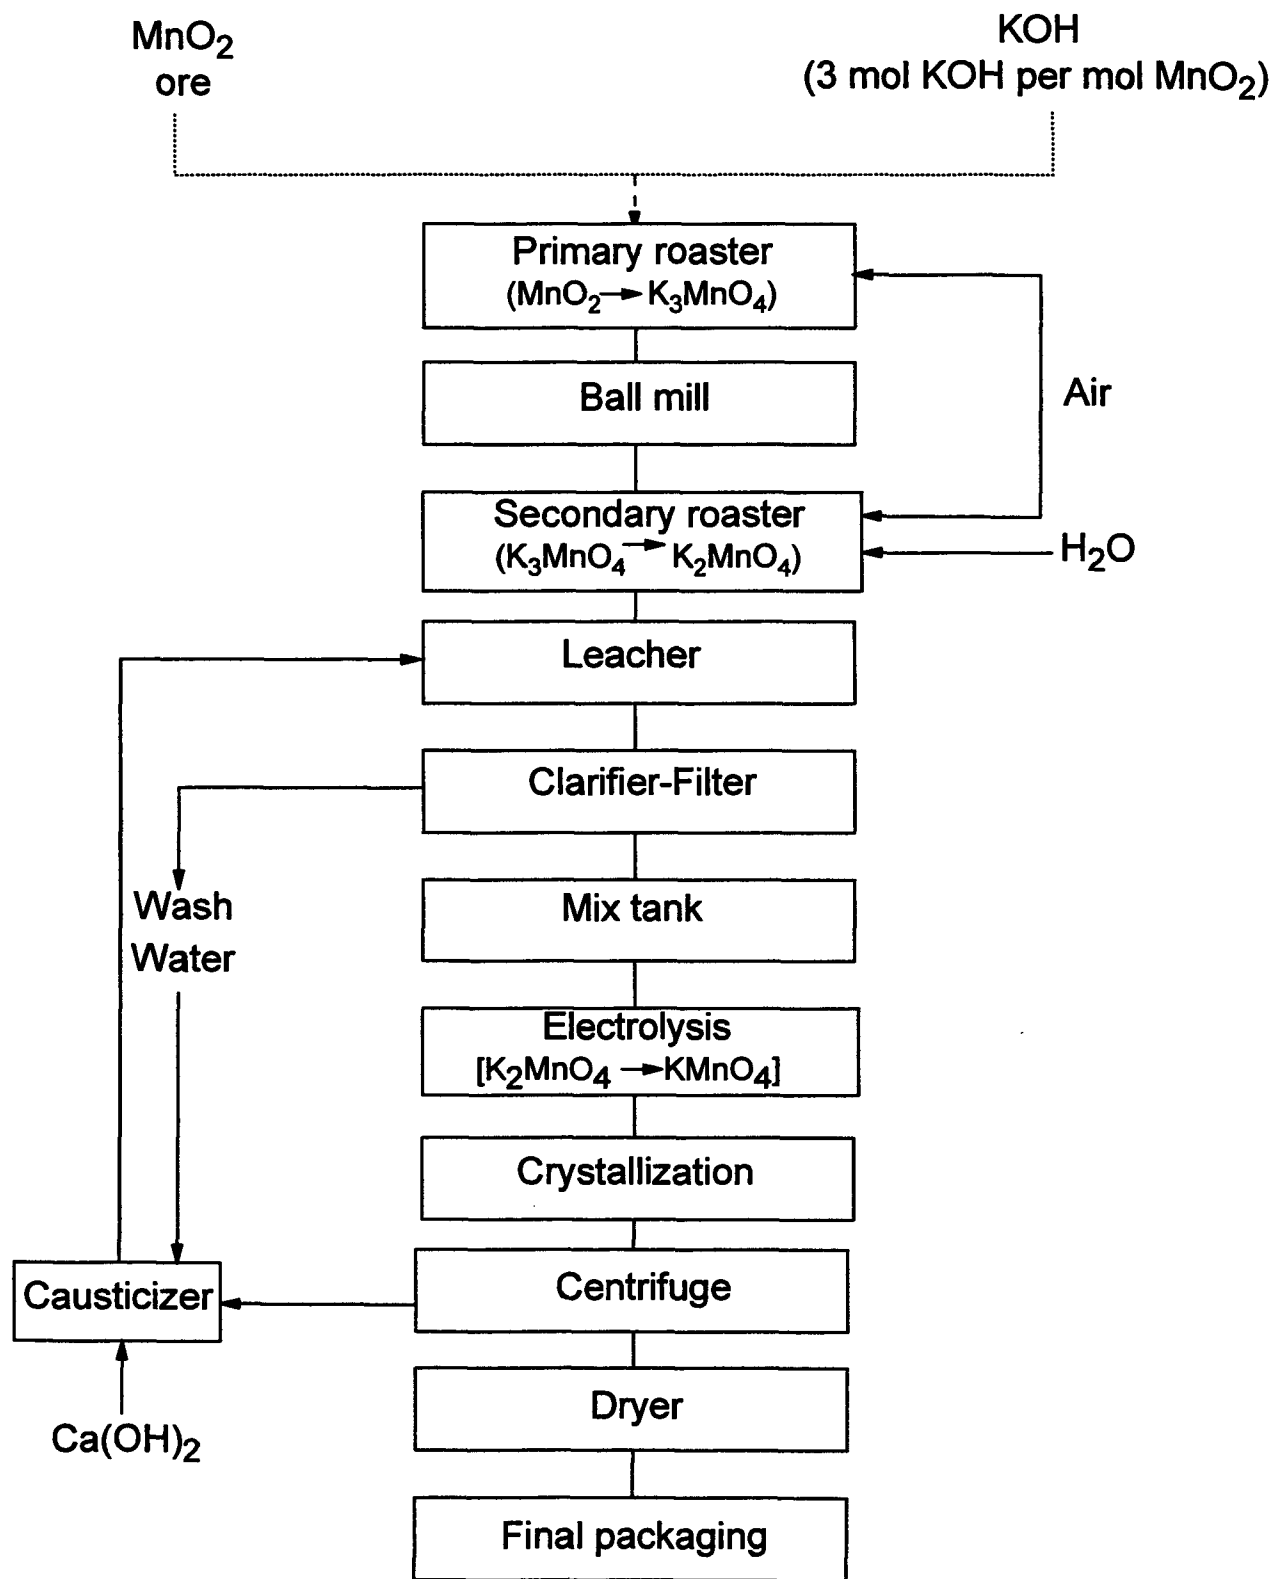 MnO2
ore
KOH
(3 mol KOH per mol MnO2)
Primary roaster
(MnO2→K3MnO4)
Ball mill
Air
Secondary roaster
(K3MnO4→K2MnO4)
H2O
Leacher
Clarifier-Filter
Wash
Water
Mix tank
Electrolysis
[K2MnO4→KMnO4]
Crystallization
Centrifuge
Causticizer
Ca(OH)2
Dryer
Final packaging